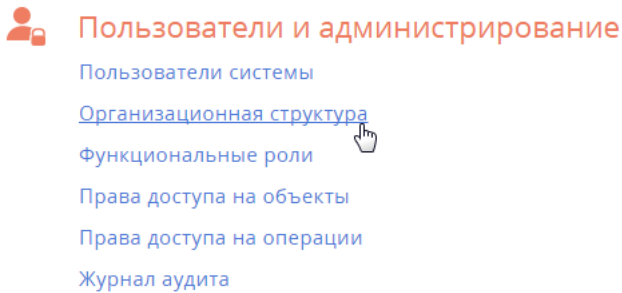 Пользователи и администрирование
Пользователи системы
Организационная структура
Функциональные роли
Права доступа на объекты
Права доступа на операции
Журнал аудита